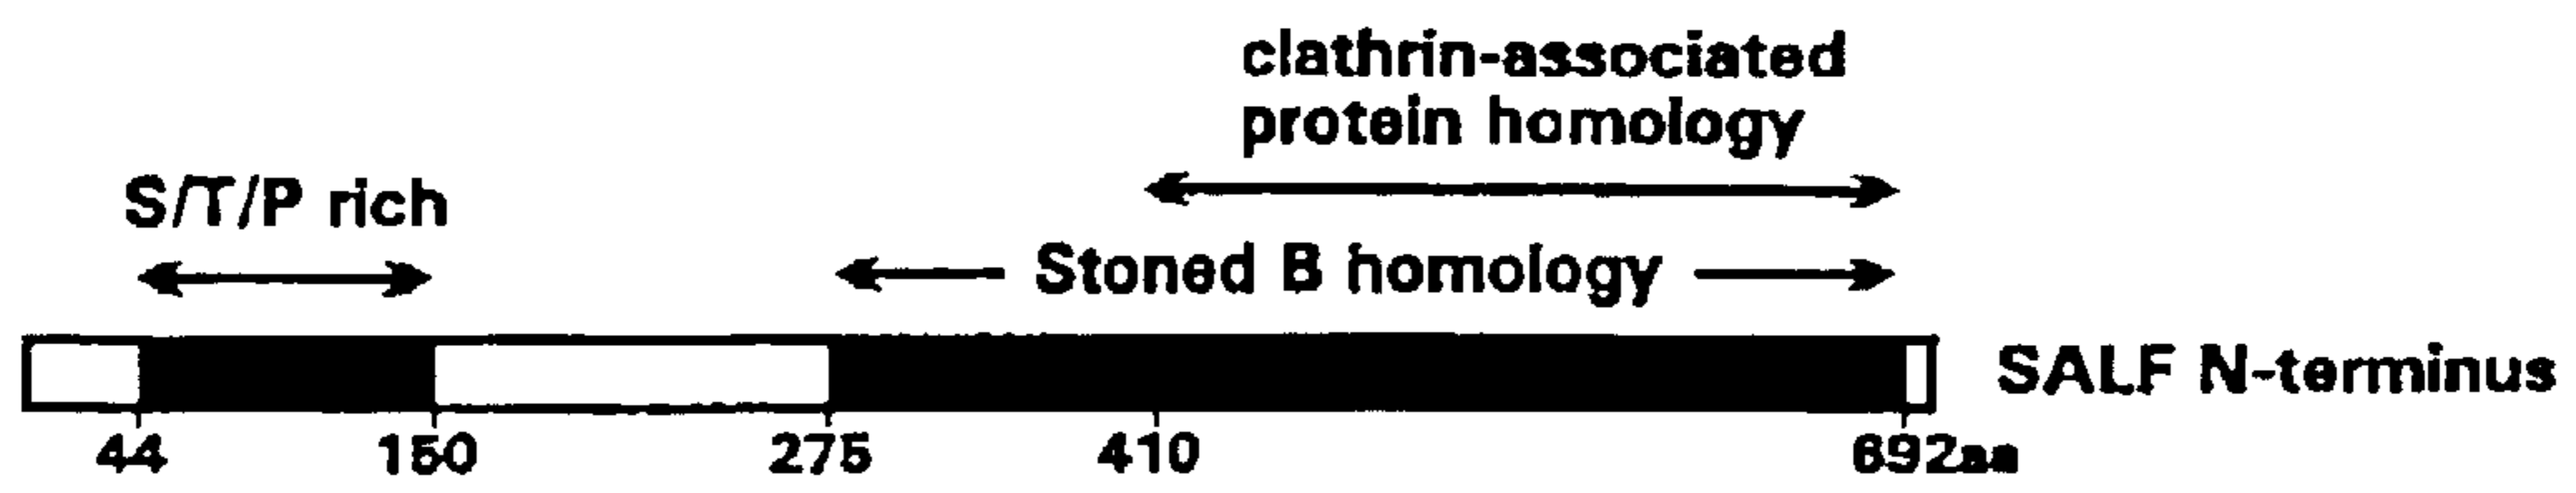 clathrin-associated
protein homology
S/T/P rich
Stoned B homology
SALF N-terminus
44 150 275 410 692aa